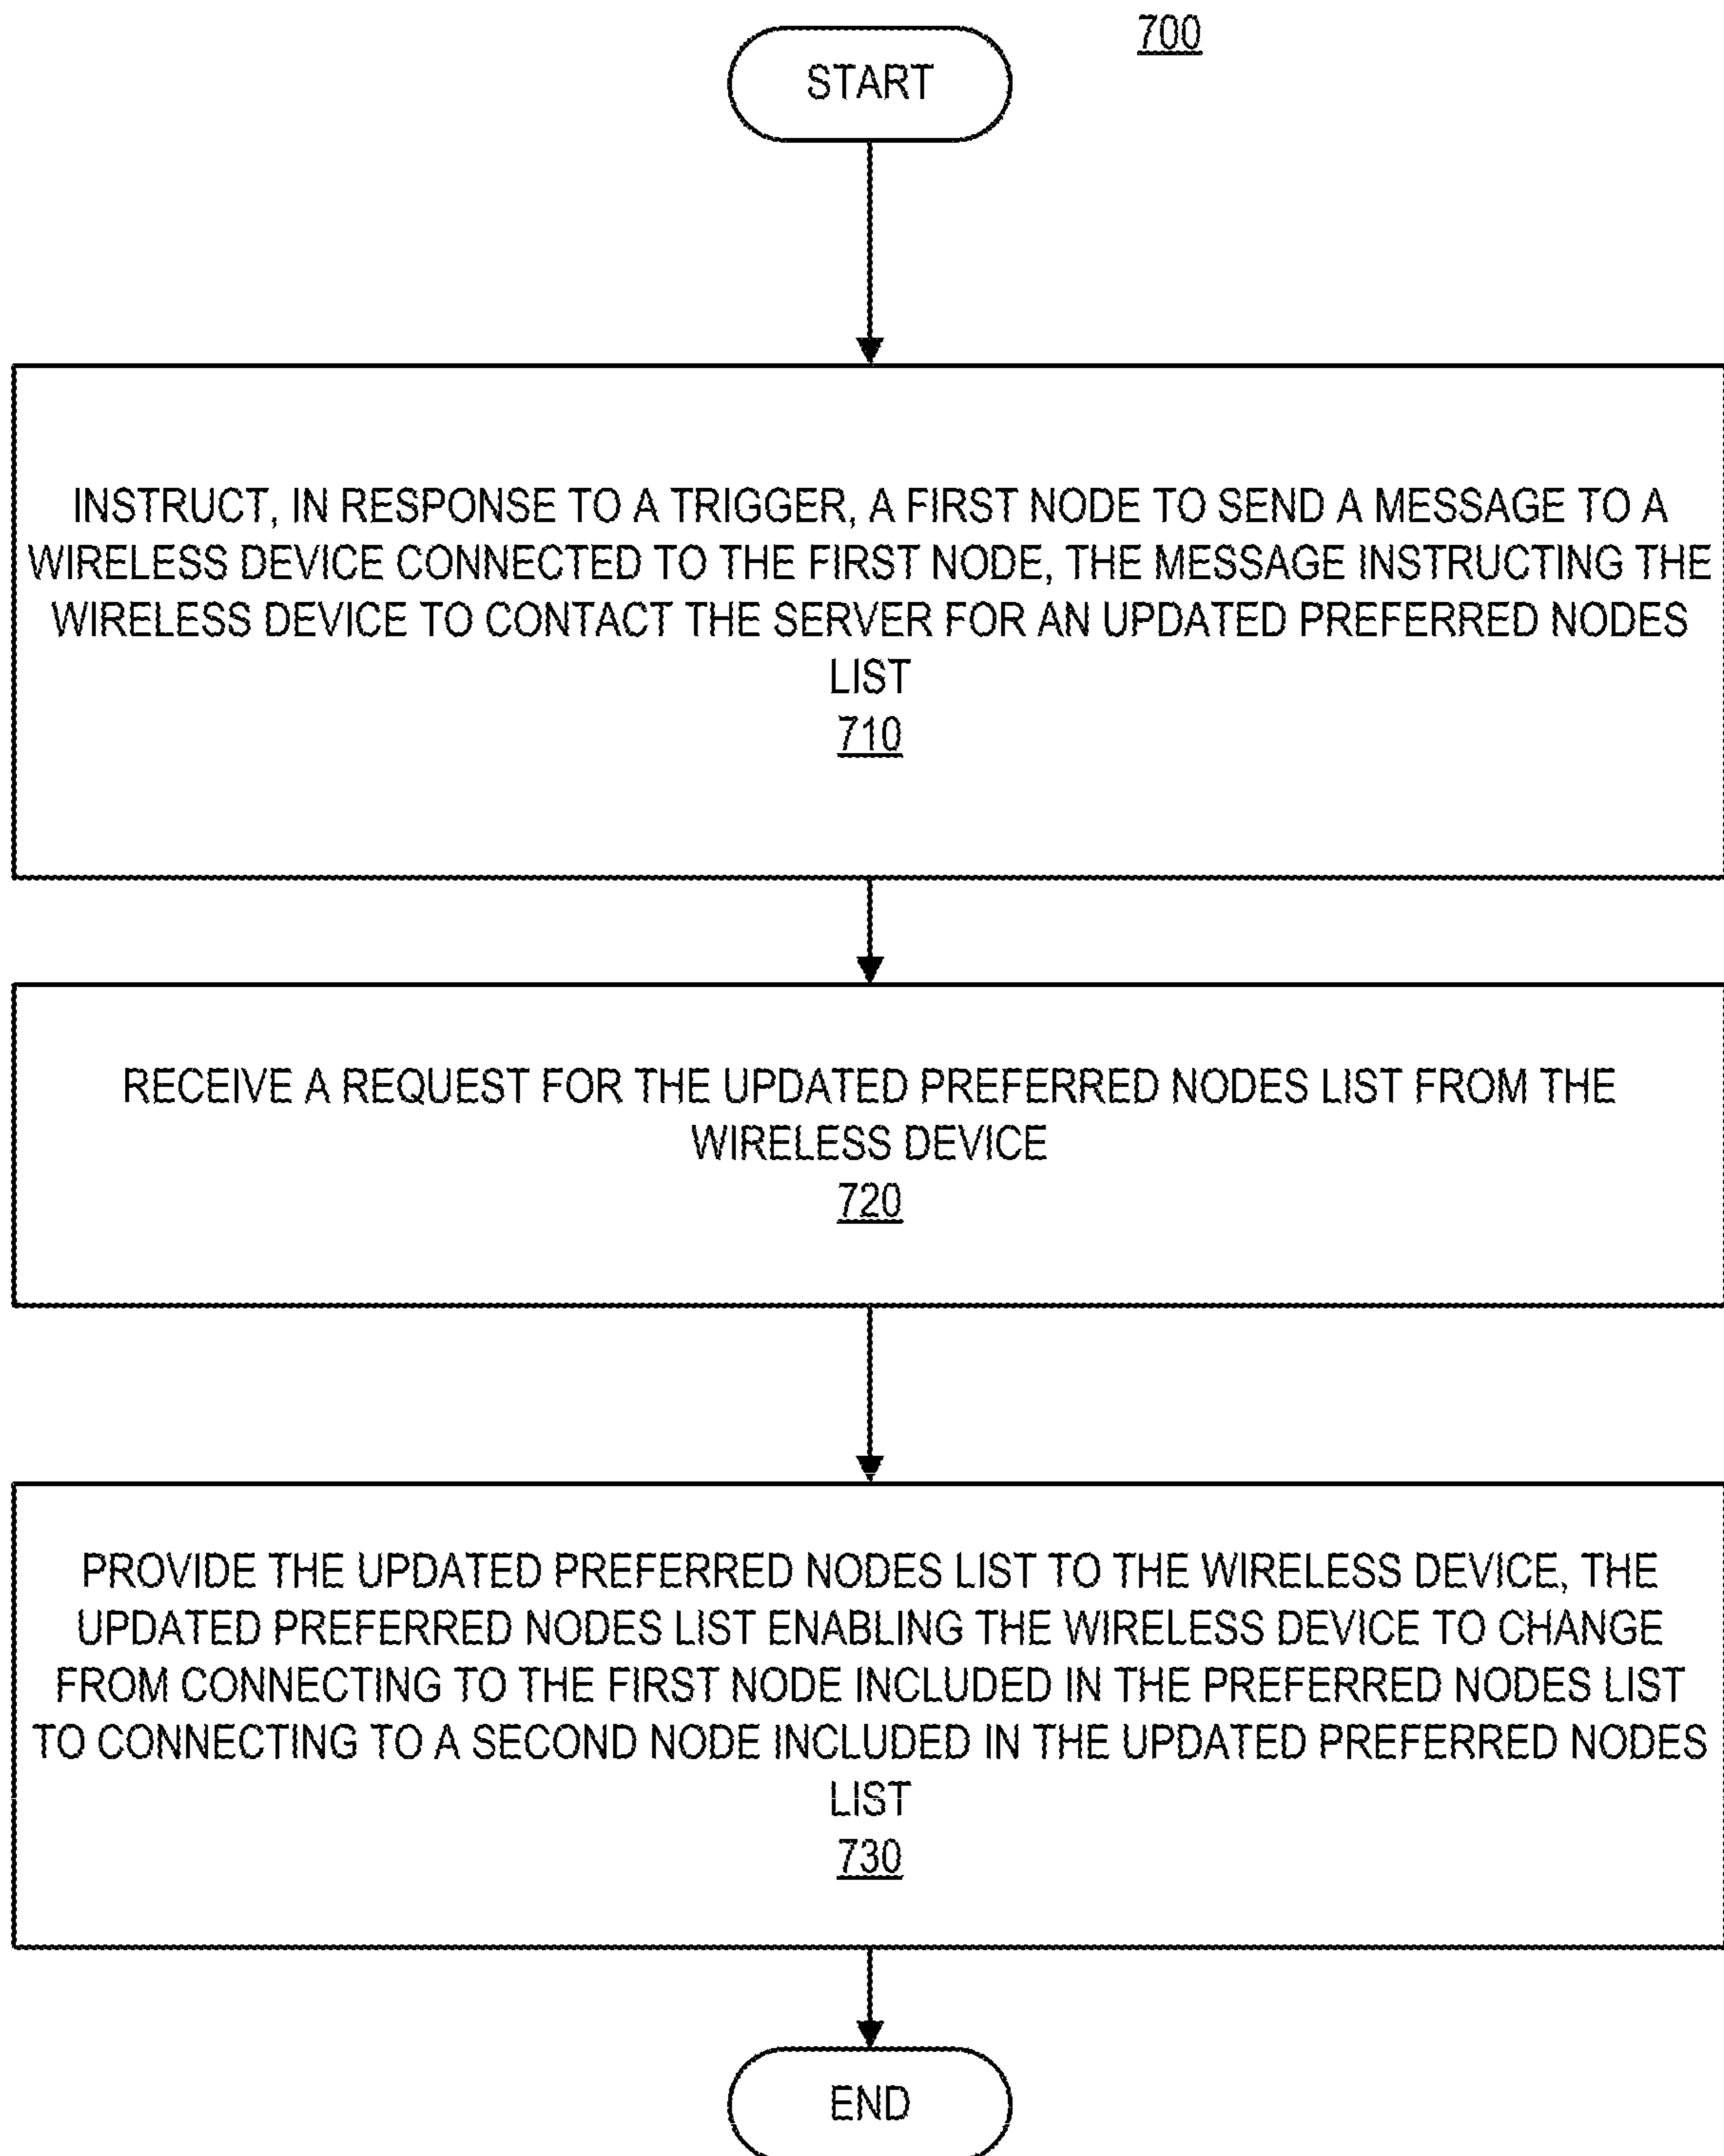 700
START
INSTRUCT, IN RESPONSE TO A TRIGGER, A FIRST NODE TO SEND A MESSAGE TO A
WIRELESS DEVICE CONNECTED TO THE FIRST NODE, THE MESSAGE INSTRUCTING THE
WIRELESS DEVICE TO CONTACT THE SERVER FOR AN UPDATED PREFERRED NODES
LIST
710
RECEIVE A REQUEST FOR THE UPDATED PREFERRED NODES LIST FROM THE
WIRELESS DEVICE
720
PROVIDE THE UPDATED PREFERRED NODES LIST TO THE WIRELESS DEVICE, THE
UPDATED PREFERRED NODES LIST ENABLING THE WIRELESS DEVICE TO CHANGE
FROM CONNECTING TO THE FIRST NODE INCLUDED IN THE PREFERRED NODES LIST
TO CONNECTING TO A SECOND NODE INCLUDED IN THE UPDATED PREFERRED NODES
LIST
730
END